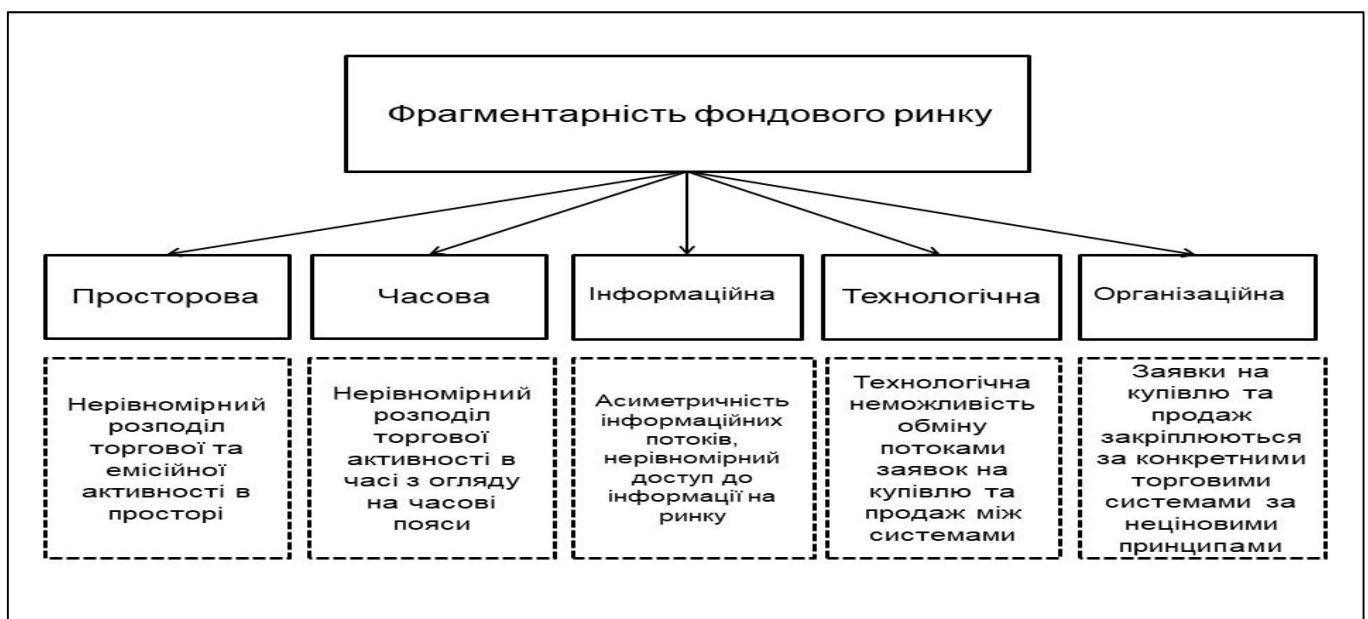 Фрагментарність фондового ринку
Просторова
Часова
Інформаційна
Технологічна
Організаційна
Нерівномірний
розподіл
торгової та
емісійної
активності в
просторі
Нерівномірний
розподіл
торгової
активності в
часі з огляду
на часові
пояси
Асиметричність
інформаційних
потоків,
нерівномірний
доступ до
інформації на
ринку
Технологічна
неможливість
обміну
потоками
заявок на
купівлю та
продаж між
системами
Заявки на
купівлю та
продаж
закріплюються
за конкретними
торговими
системами за
неціновими
принципами